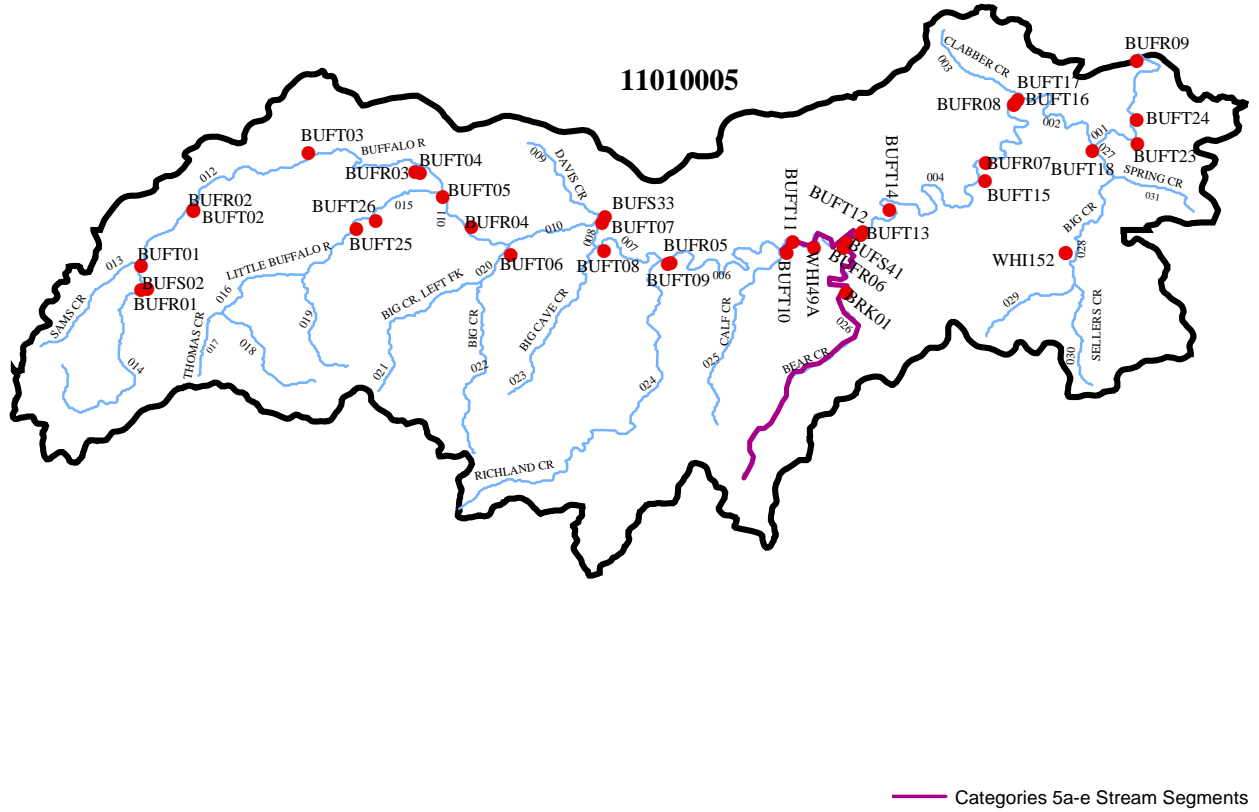 11010005
CLABBER CR
003
BUFR09
BUFT17
BUFT16
BUFR08
002
001
BUFT24
BUFT23
027
BUFT18
SPRING CR
031
BUFT03
BUFFALO R
012
BUFT04
BUFR03
DAVIS CR
009
BUFR07
BUFT15
004
BUFT14
BUFT05
BUFR02
BUFT02
BUFT26
015
BUFT25
011
BUFR04
010
BUFS33
BUFT07
008
007
BUFT08
BUFR05
BUFT09
006
BUFT11
BUFT12
BUFT13
BUFS41
BUFR06
WHI49A
BUFT10
BRK01
026
BIG CR
028
WHI152
BUFT01
013
BUFS02
BUFR01
SAMS CR
014
LITTLE BUFFALO R
016
THOMAS CR
017
018
019
020
BUFT06
BIG CR, LEFT FK
021
BIG CR
022
BIG CAVE CR
023
024
CALF CR
025
BEAR CR
029
SELLERS CR
030
RICHLAND CR
Categories 5a-e Stream Segments